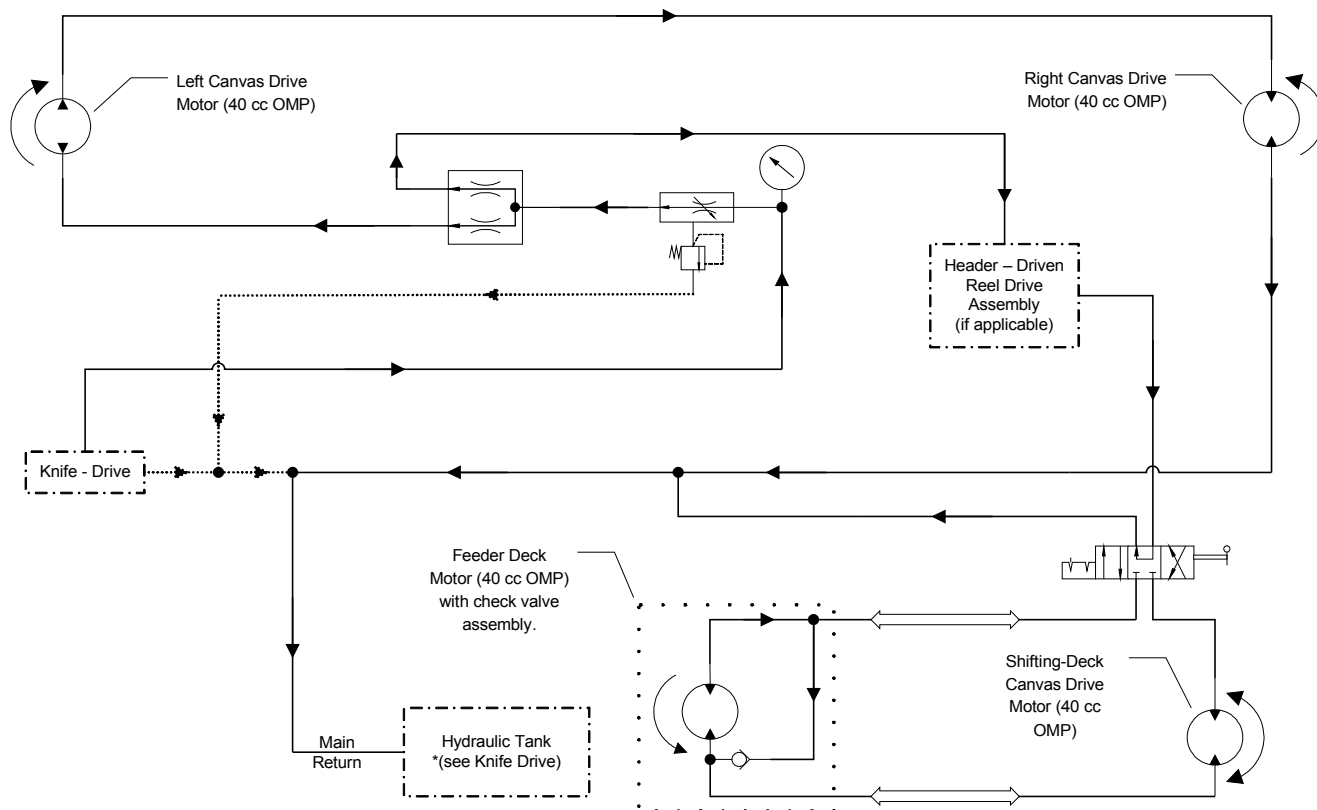 Left Canvas Drive
Motor (40 cc OMP)
Right Canvas Drive
Motor (40 cc OMP)
Header – Driven
Reel Drive
Assembly
(if applicable)
Knife - Drive
Feeder Deck
Motor (40 cc OMP)
with check valve
assembly.
Shifting-Deck
Canvas Drive
Motor (40 cc
OMP)
Main
Return
Hydraulic Tank
*(see Knife Drive)